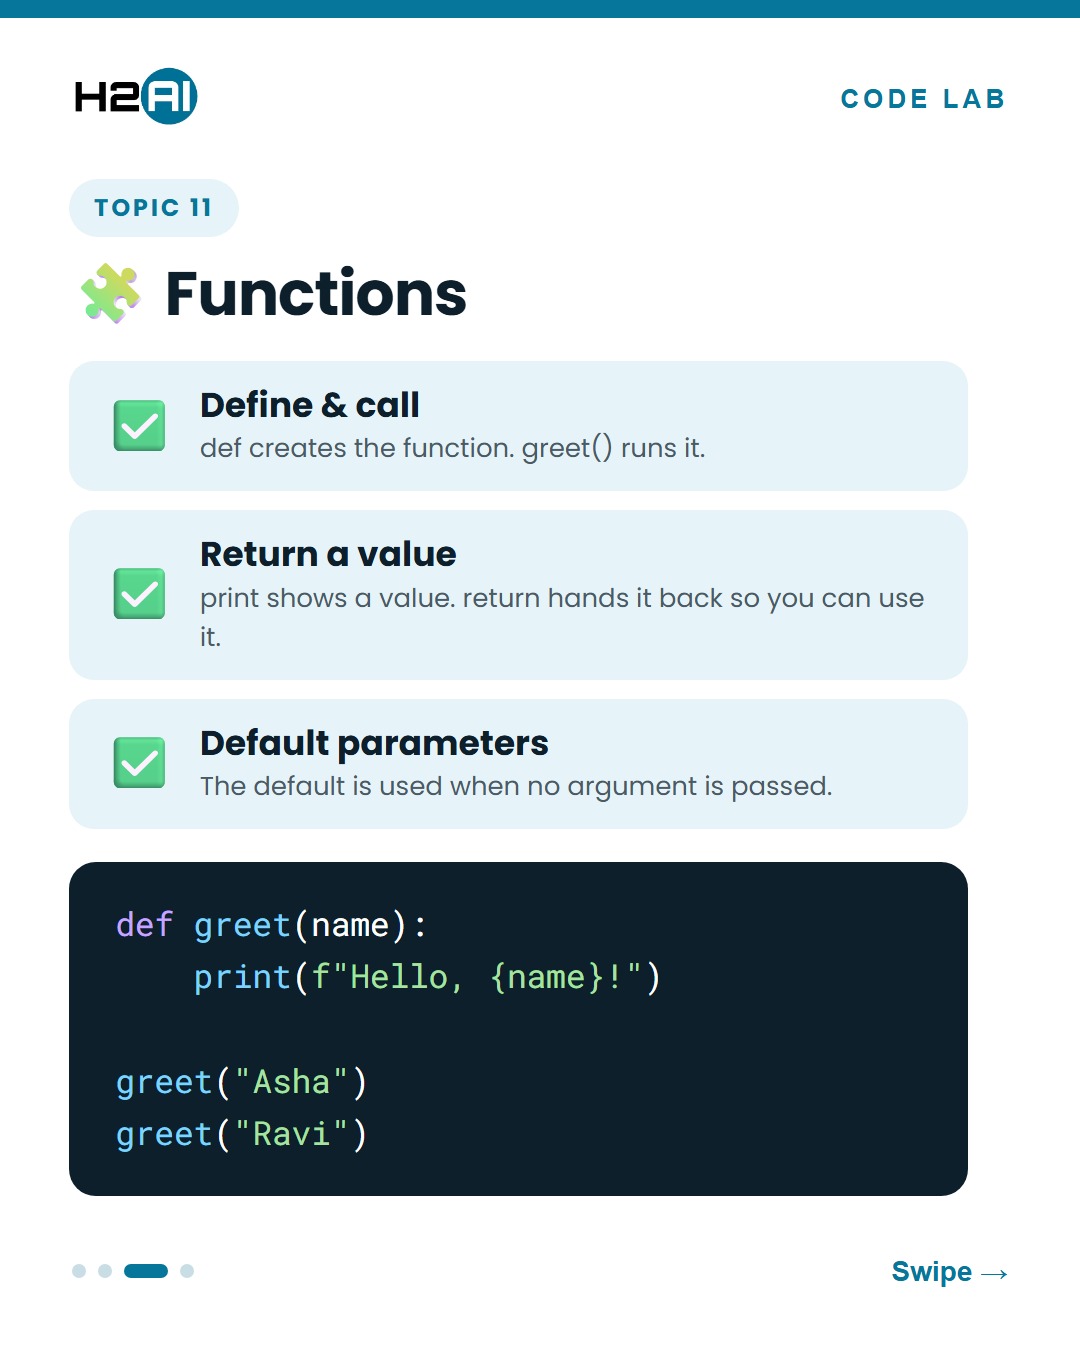 H2AI
CODE LAB
TOPIC 11
Functions
Define & call
def creates the function. greet() runs it.
Return a value
print shows a value. return hands it back so you can use
it.
Default parameters
The default is used when no argument is passed.
def greet(name):
    print(f"Hello, {name}!")
greet("Asha")
greet("Ravi")
Swipe →